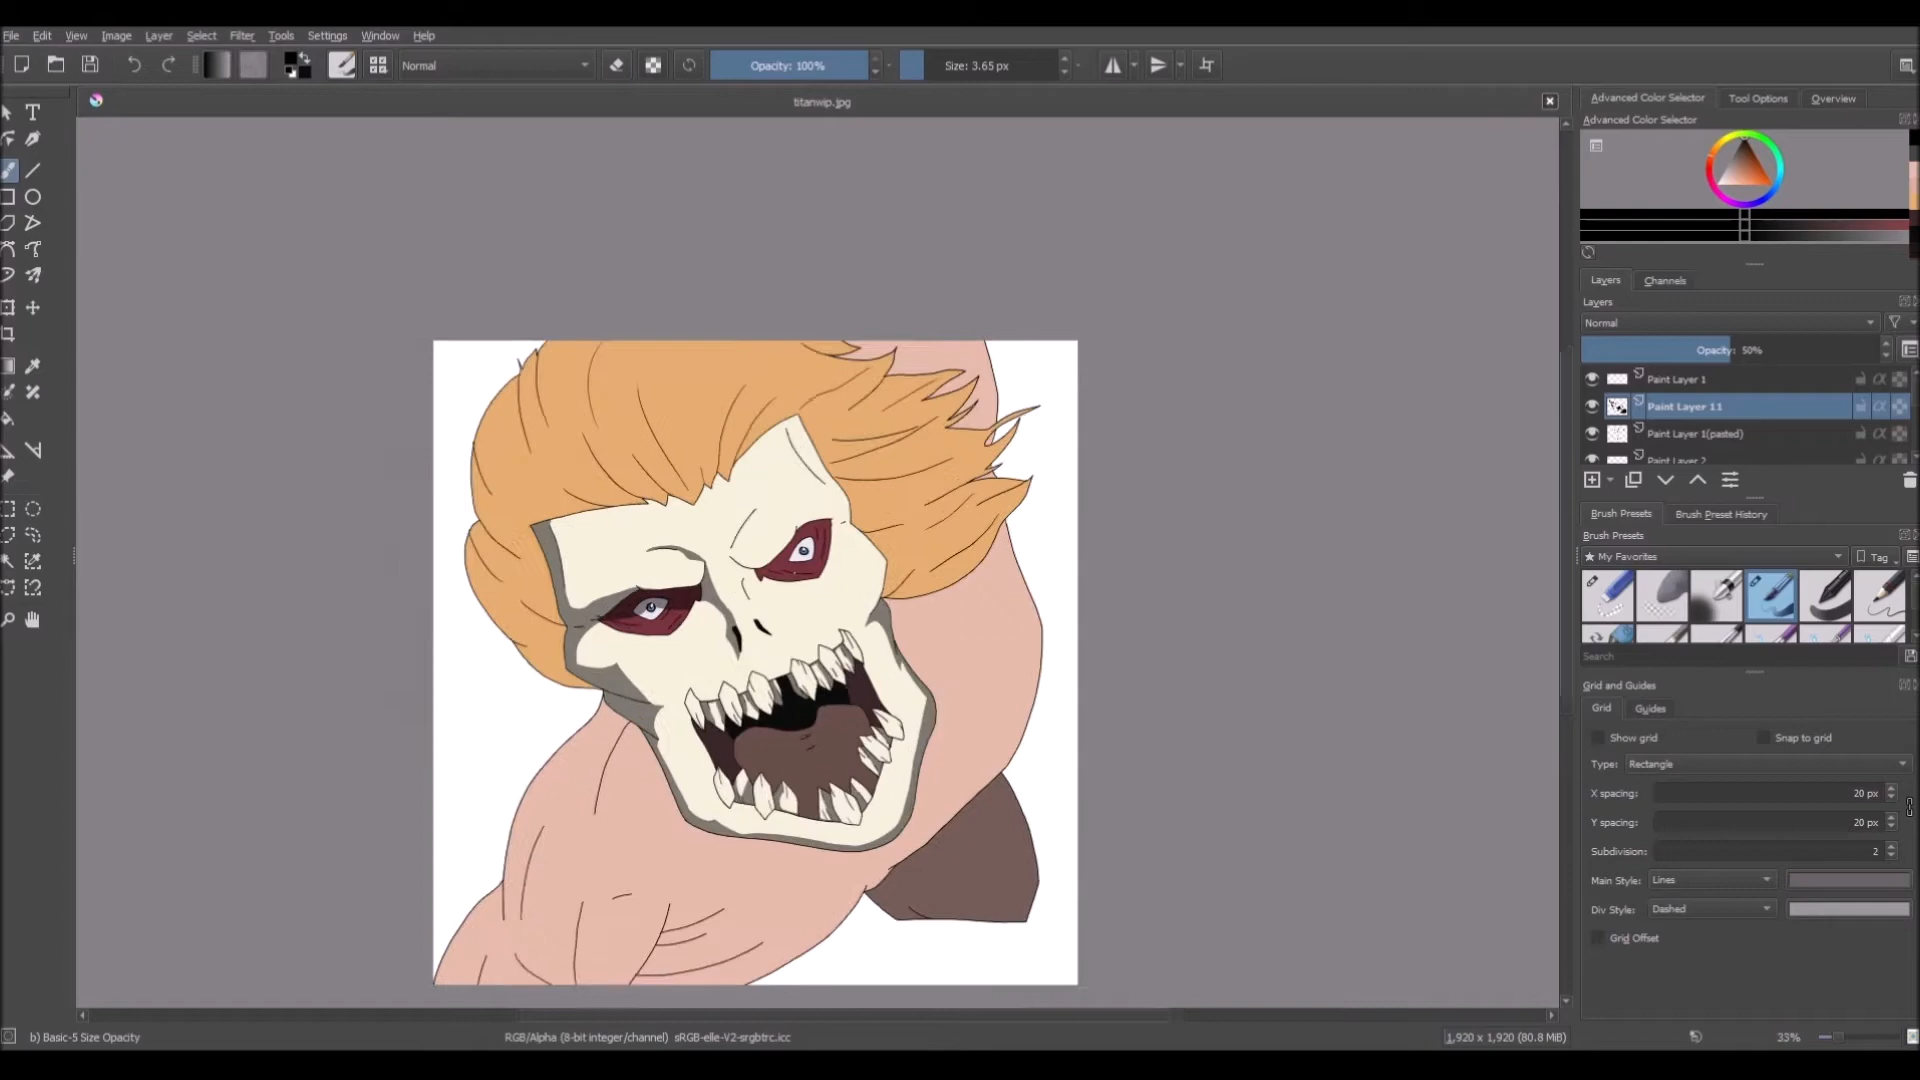 File Edit View Image Layer Select Filter Tools Settings Window Help
Normal Opacity: 100% Size: 3.65 px
titanwip.jpg
Advanced Color Selector Tool Options Overview
Advanced Color Selector
Layers Channels
Layers
Normal
Opacity: 50%
Paint Layer 1
Paint Layer 11
Paint Layer 1(pasted)
Paint Layer 2
Brush Presets Brush Preset History
Brush Presets
★ My Favorites Tag
Search
Grid and Guides
Grid Guides
Show grid Snap to grid
Type: Rectangle
X spacing: 20 px
Y spacing: 20 px
Subdivision: 2
Main Style: Lines
Div Style: Dashed
Grid Offset
b) Basic-5 Size Opacity RGB/Alpha (8-bit integer/channel) sRGB-elle-V2-srgbtrc.icc 1,920 x 1,920 (80.8 MiB) 33%